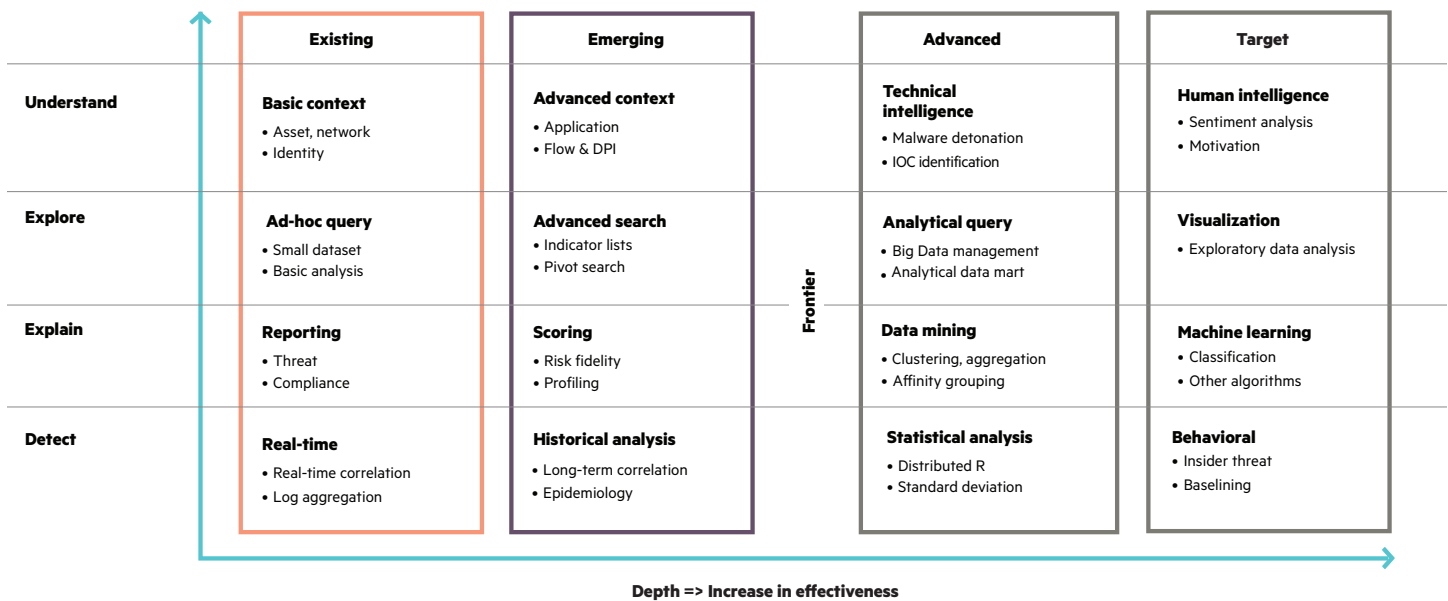 Existing
Emerging
Advanced
Target
Understand
Basic context
• Asset, network
• Identity
Advanced context
• Application
• Flow & DPI
Technical
intelligence
• Malware detonation
• IOC identification
Human intelligence
• Sentiment analysis
• Motivation
Explore
Ad-hoc query
• Small dataset
• Basic analysis
Advanced search
• Indicator lists
• Pivot search
Frontier
Analytical query
• Big Data management
• Analytical data mart
Visualization
• Exploratory data analysis
Explain
Reporting
• Threat
• Compliance
Scoring
• Risk fidelity
• Profiling
Data mining
• Clustering, aggregation
• Affinity grouping
Machine learning
• Classification
• Other algorithms
Detect
Real-time
• Real-time correlation
• Log aggregation
Historical analysis
• Long-term correlation
• Epidemiology
Statistical analysis
• Distributed R
• Standard deviation
Behavioral
• Insider threat
• Baselining
Depth => Increase in effectiveness